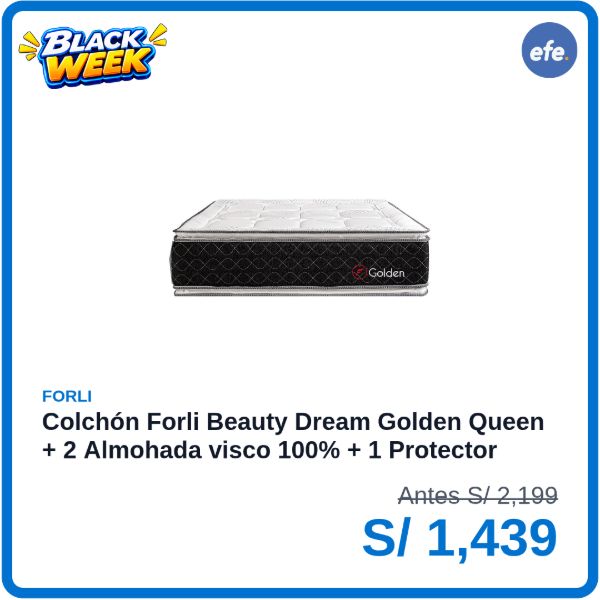 BLACK
WEEK
efe.
Golden
FORLI
Colchón Forli Beauty Dream Golden Queen
+ 2 Almohada visco 100% + 1 Protector
Antes S/ 2,199
S/ 1,439